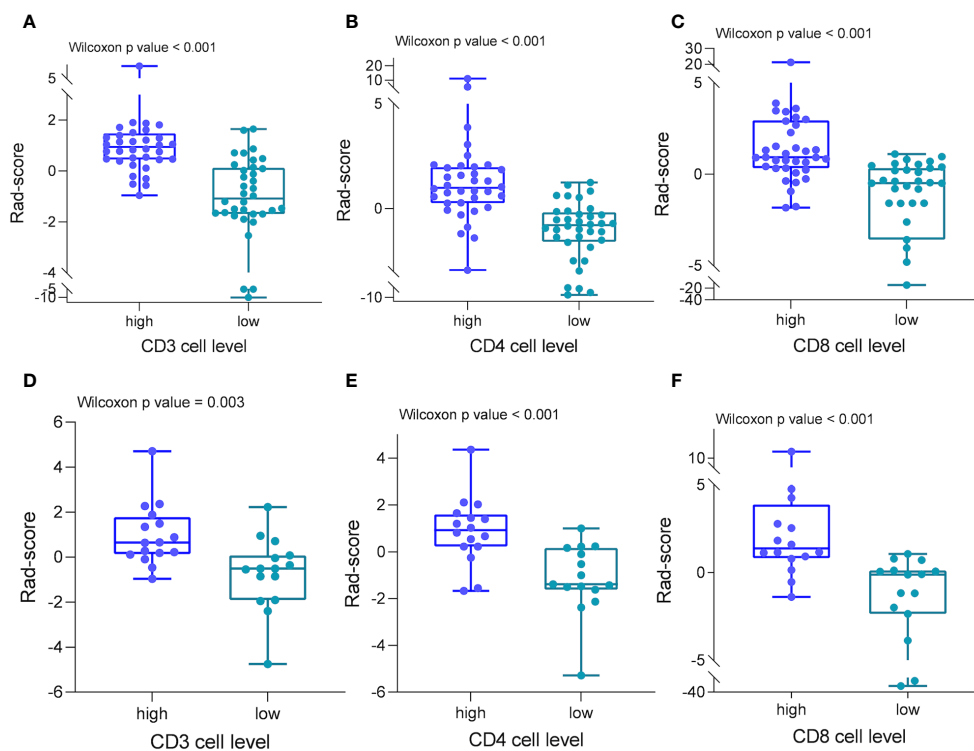 A
Wilcoxon p value < 0.001
Rad-score
5
2
0
-2
-4
-5
-10
high
low
CD3 cell level
B
Wilcoxon p value < 0.001
Rad-score
20
10
5
0
-10
high
low
CD4 cell level
C
Wilcoxon p value < 0.001
Rad-score
30
20
5
0
-5
-20
-40
high
low
CD8 cell level
D
Wilcoxon p value = 0.003
Rad-score
6
4
2
0
-2
-4
-6
high
low
CD3 cell level
E
Wilcoxon p value < 0.001
Rad-score
4
2
0
-2
-4
-6
high
low
CD4 cell level
F
Wilcoxon p value < 0.001
Rad-score
10
5
0
-5
-40
high
low
CD8 cell level